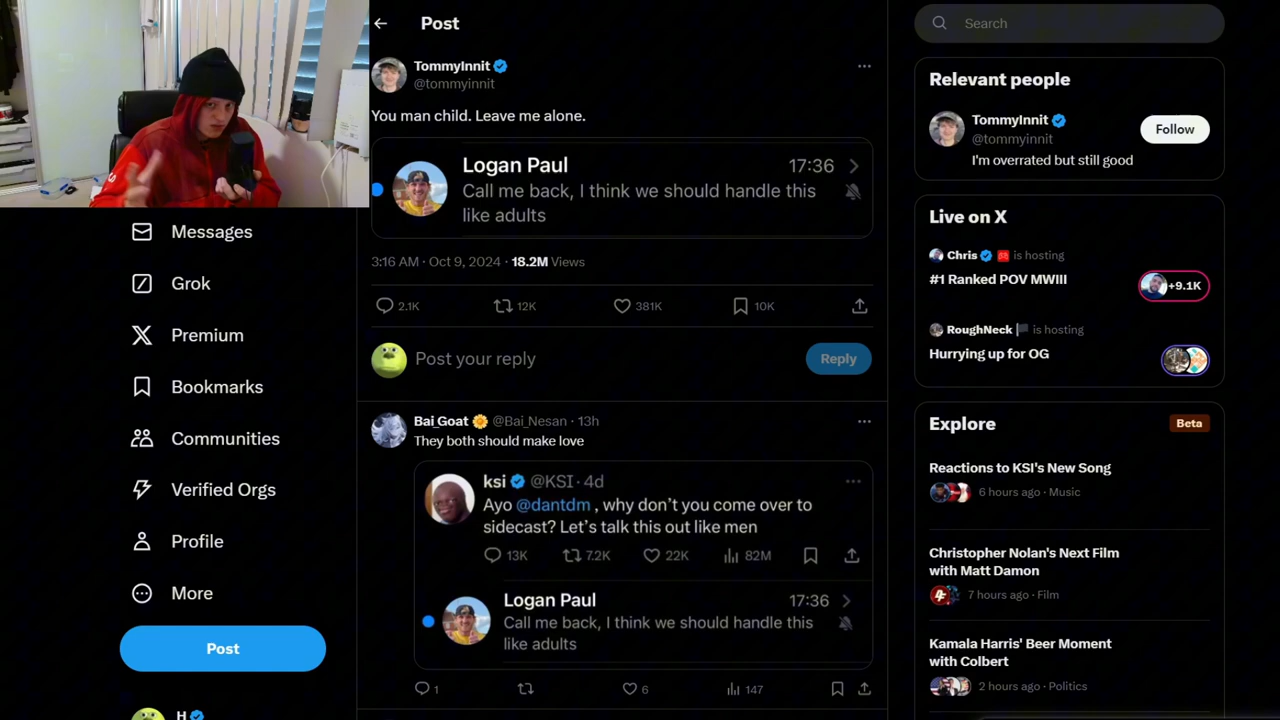 Post
Search
TommyInnit
@tommyinnit
You man child. Leave me alone.
Logan Paul 17:36
Call me back, I think we should handle this
like adults
3:16 AM · Oct 9, 2024 · 18.2M Views
2.1K 12K 381K 10K
Post your reply
Reply
Bai_Goat @Bai_Nesan · 13h
They both should make love
ksi @KSI · 4d
Ayo @dantdm , why don’t you come over to
sidecast? Let’s talk this out like men
13K 7.2K 22K 82M
Logan Paul 17:36
Call me back, I think we should handle this
like adults
1 6 147
Messages
Grok
Premium
Bookmarks
Communities
Verified Orgs
Profile
More
Post
H
Relevant people
TommyInnit
@tommyinnit
Follow
I'm overrated but still good
Live on X
Chris is hosting
#1 Ranked POV MWIII
+9.1K
RoughNeck is hosting
Hurrying up for OG
Explore
Beta
Reactions to KSI's New Song
6 hours ago · Music
Christopher Nolan's Next Film
with Matt Damon
7 hours ago · Film
Kamala Harris' Beer Moment
with Colbert
2 hours ago · Politics